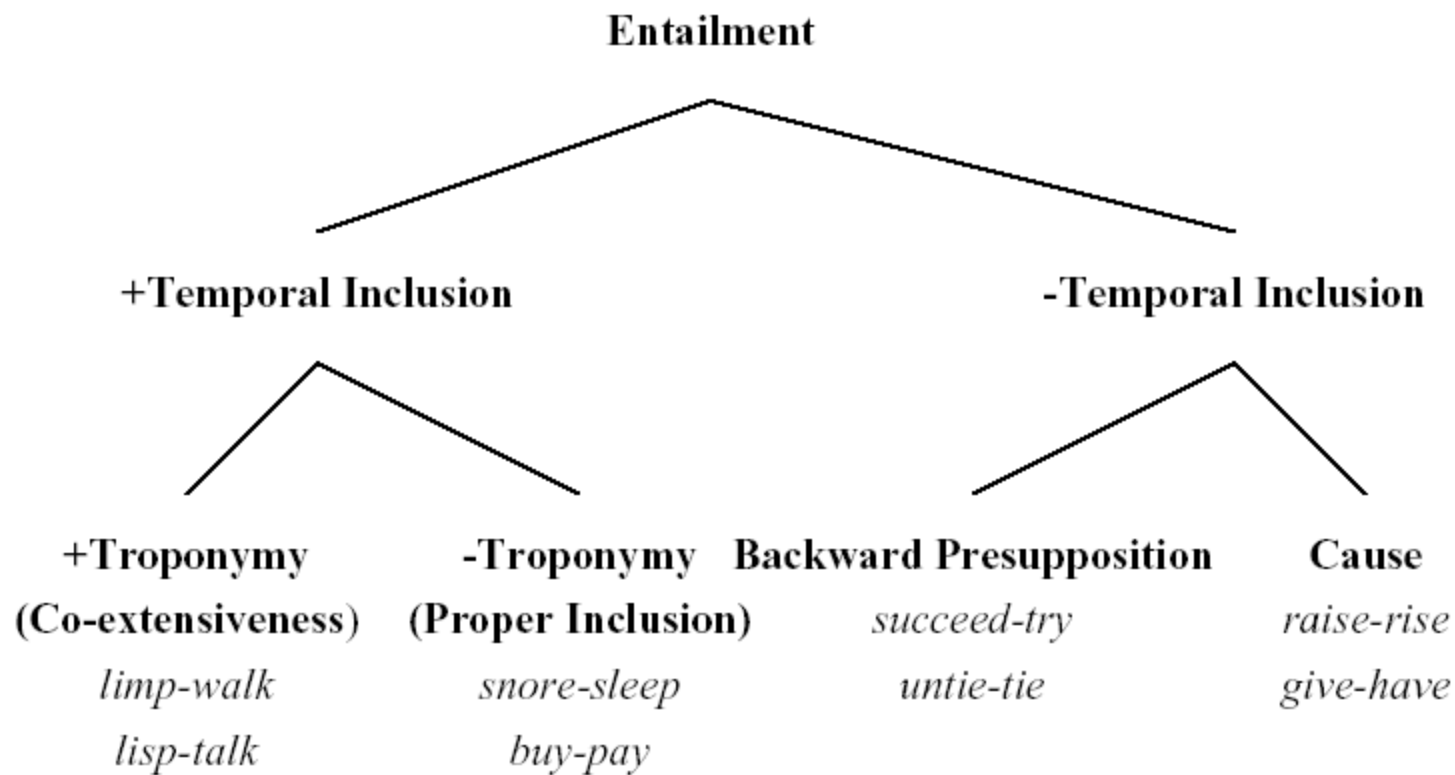 Entailment
+Temporal Inclusion
-Temporal Inclusion
+Troponymy
(Co-extensiveness)
limp-walk
lisp-talk
-Troponymy
(Proper Inclusion)
snore-sleep
buy-pay
Backward Presupposition
succeed-try
untie-tie
Cause
raise-rise
give-have